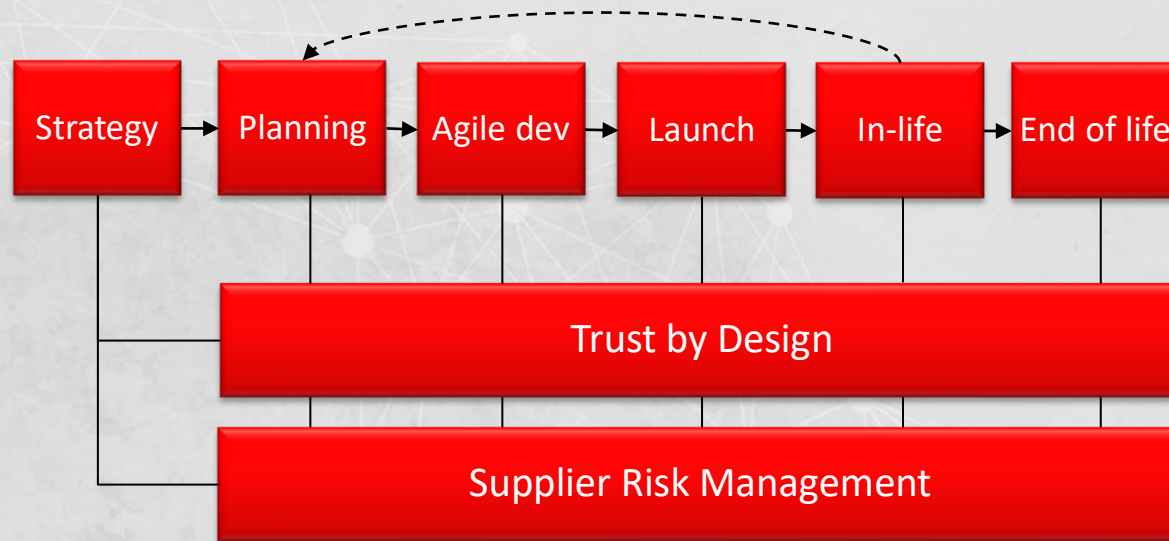 Strategy
Planning
Agile dev
Launch
In-life
End of life
Trust by Design
Supplier Risk Management